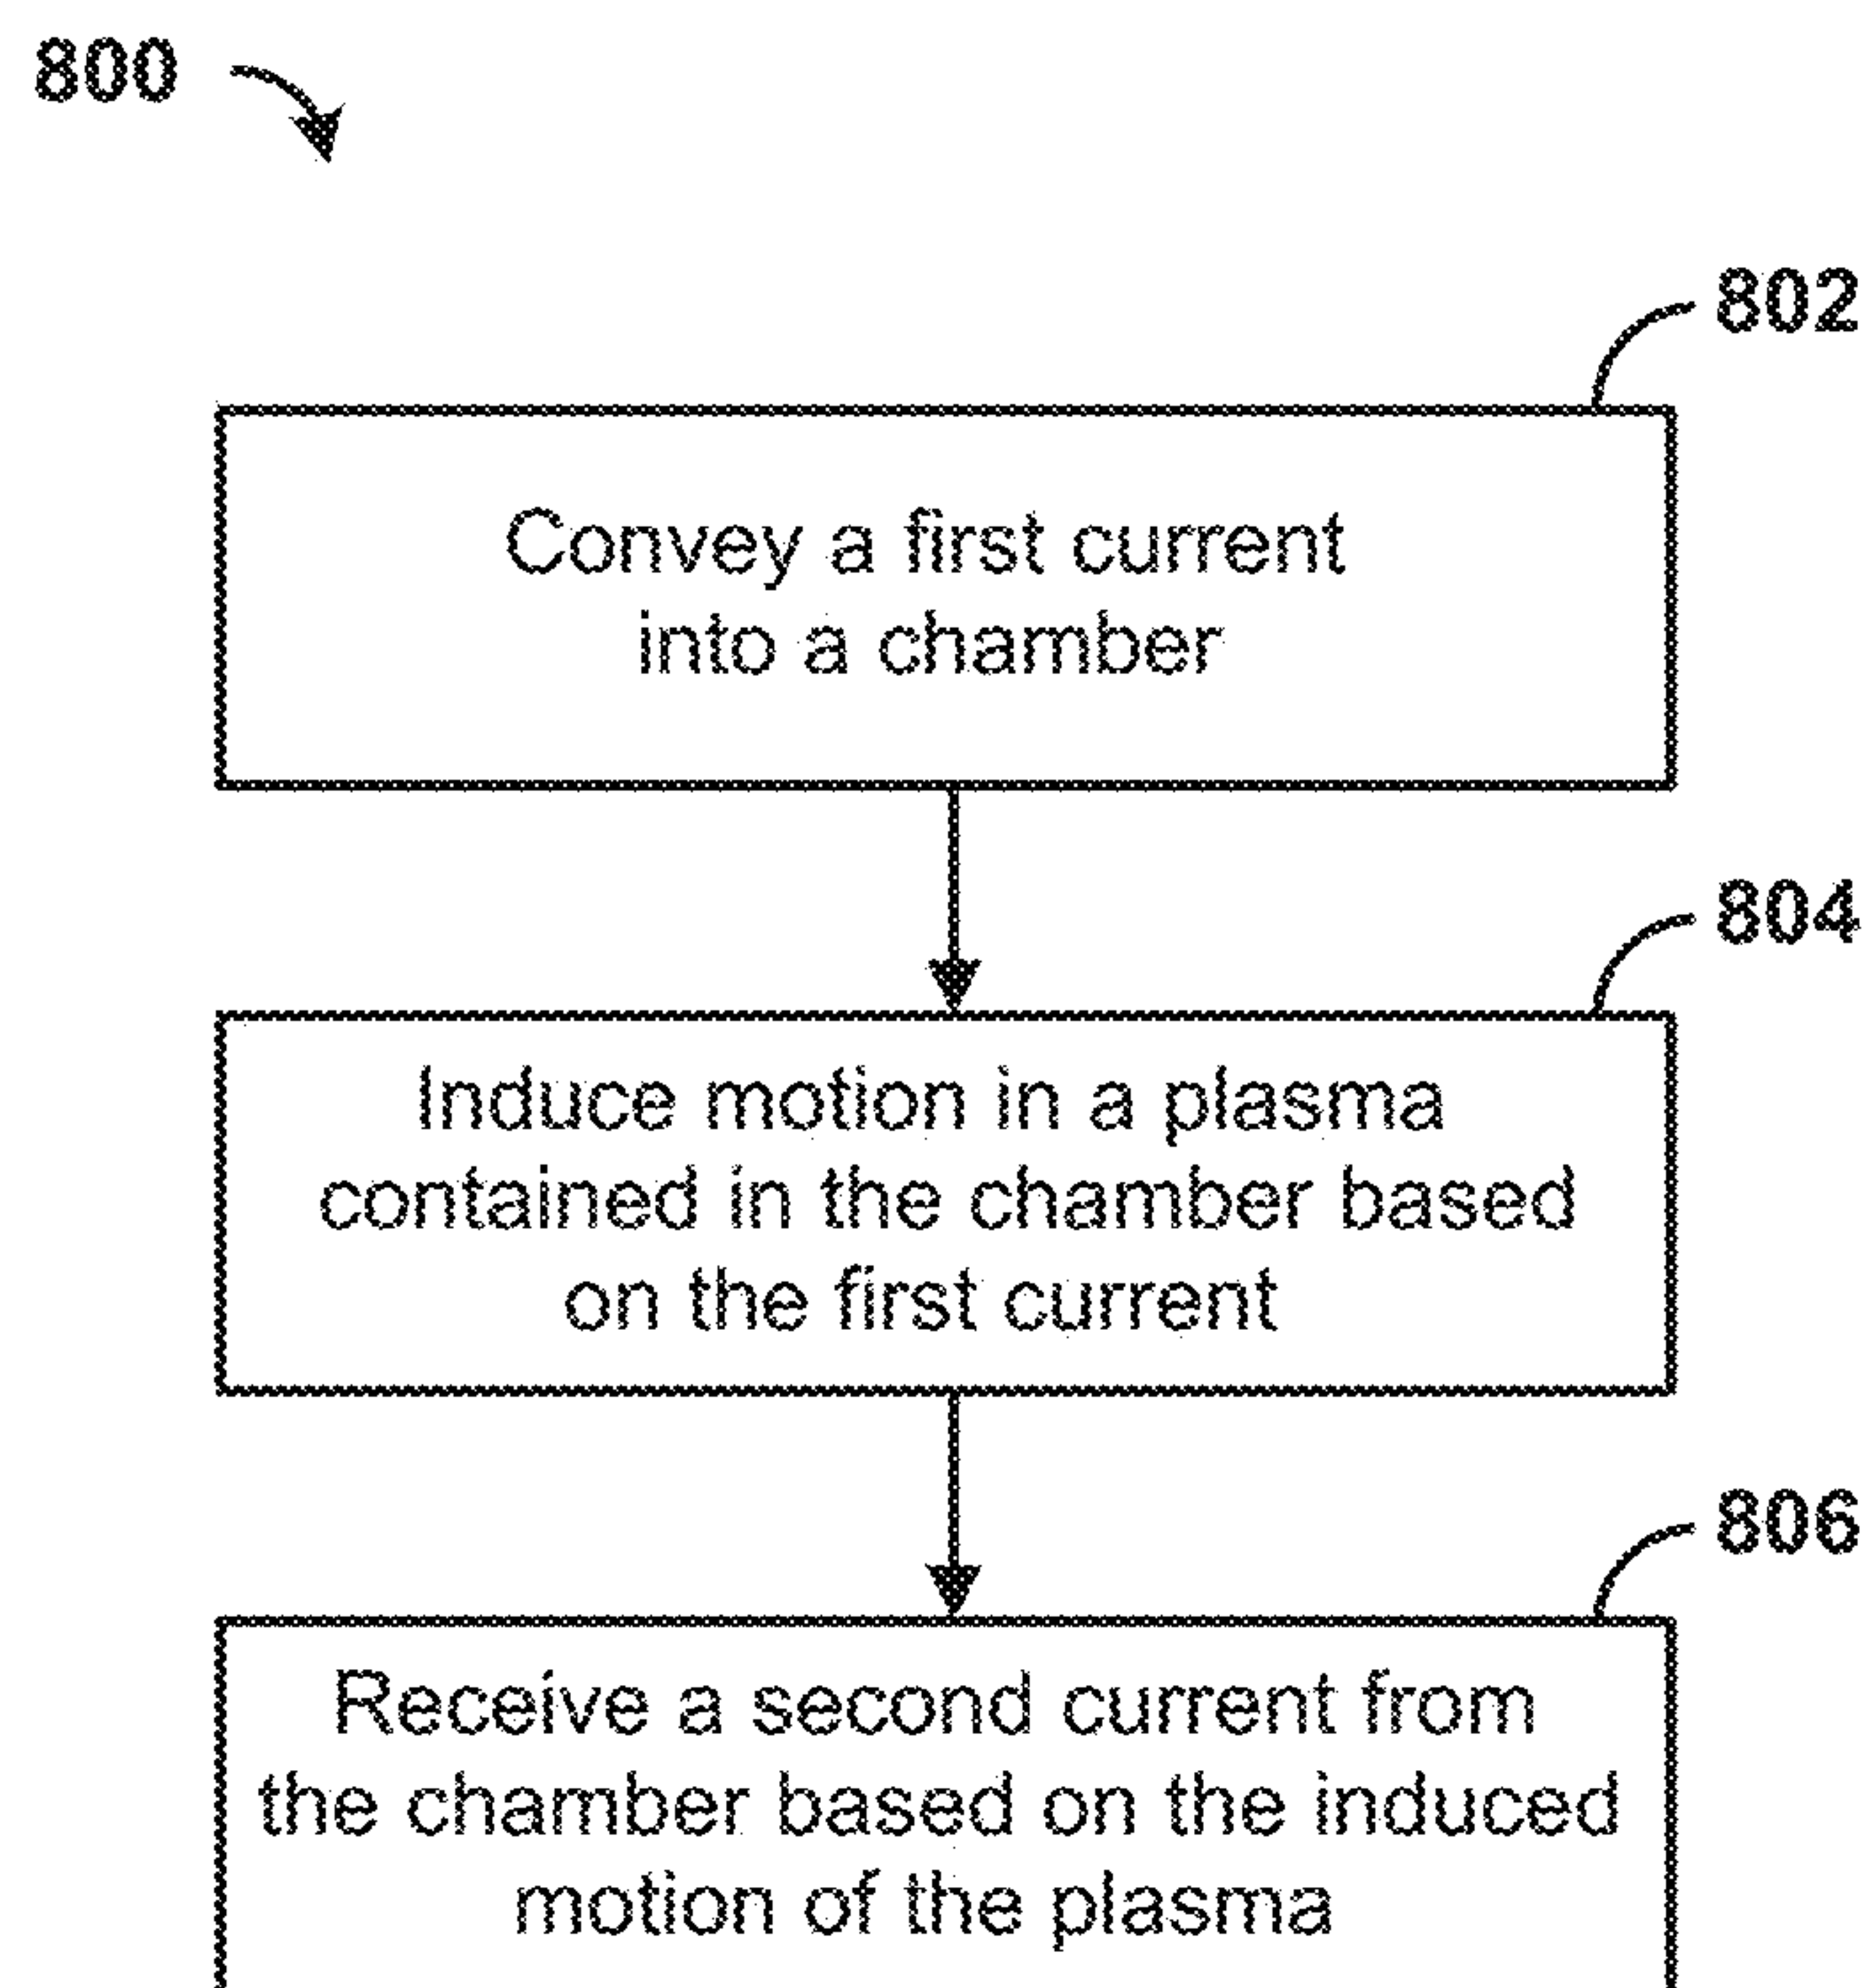 800
802
Convey a first current
into a chamber
804
Induce motion in a plasma
contained in the chamber based
on the first current
806
Receive a second current from
the chamber based on the induced
motion of the plasma